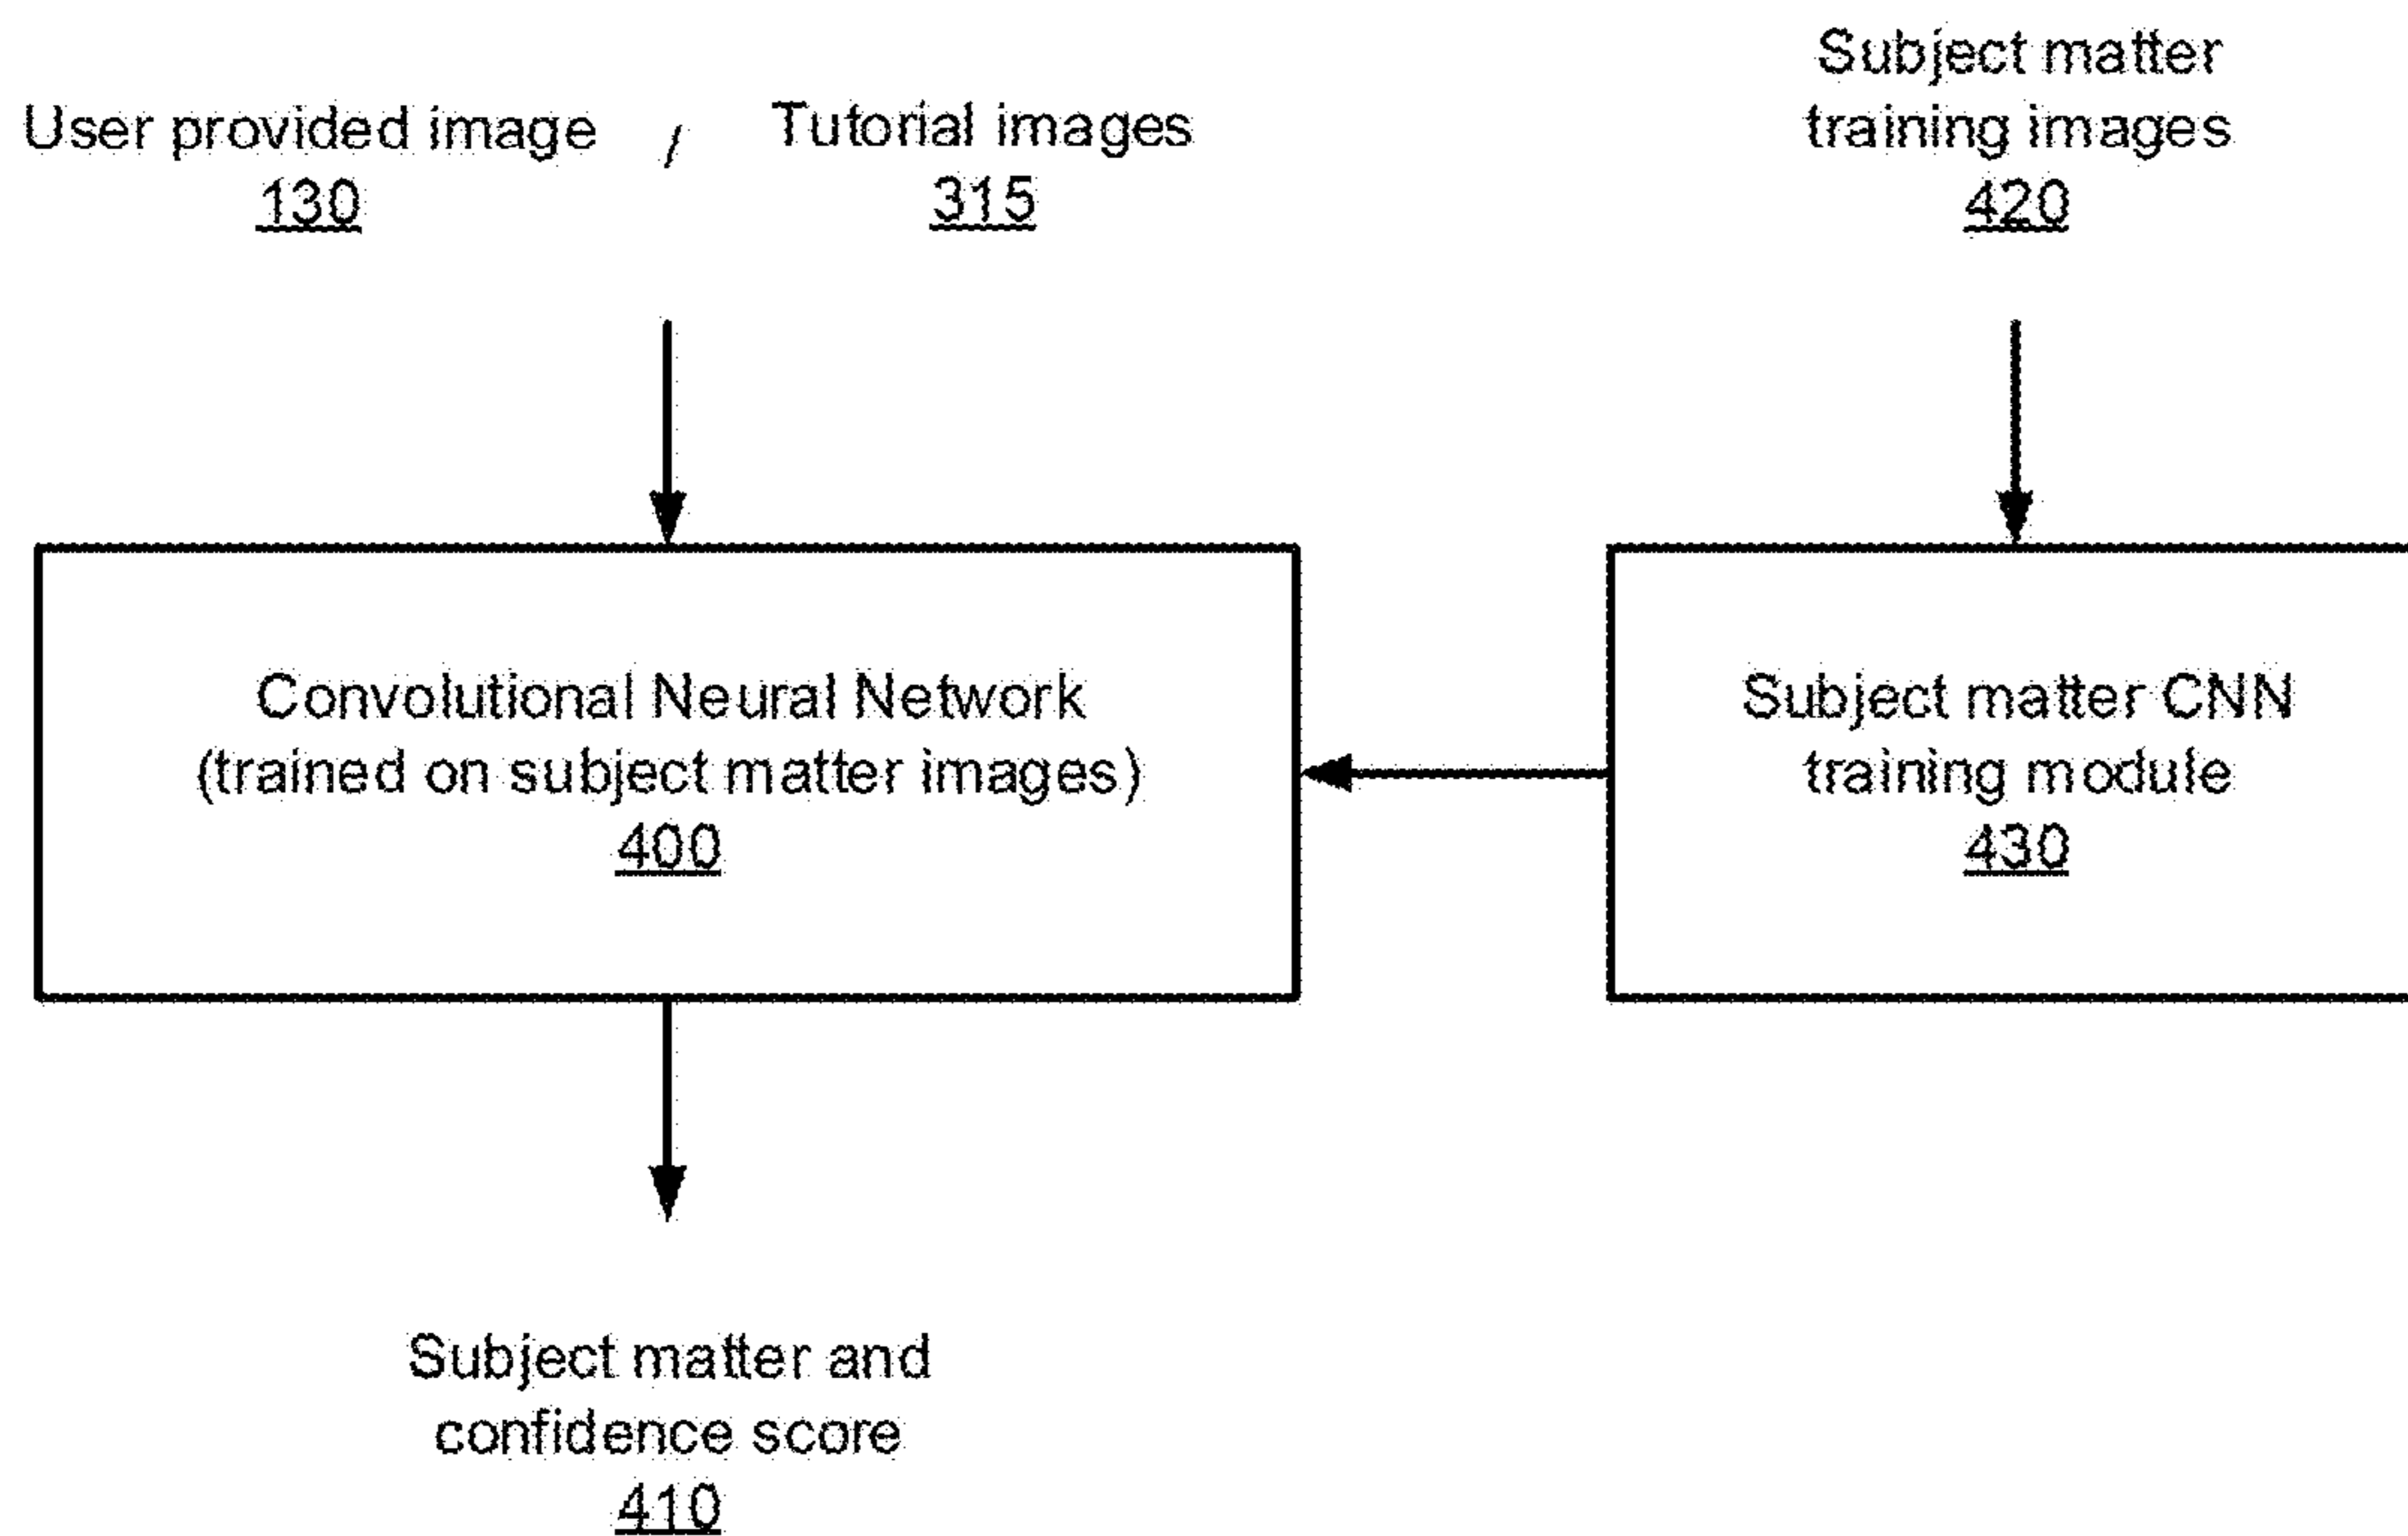 User provided image / Tutorial images
130 315
Subject matter
training images
420
Convolutional Neural Network
(trained on subject matter images)
400
Subject matter CNN
training module
430
Subject matter and
confidence score
410